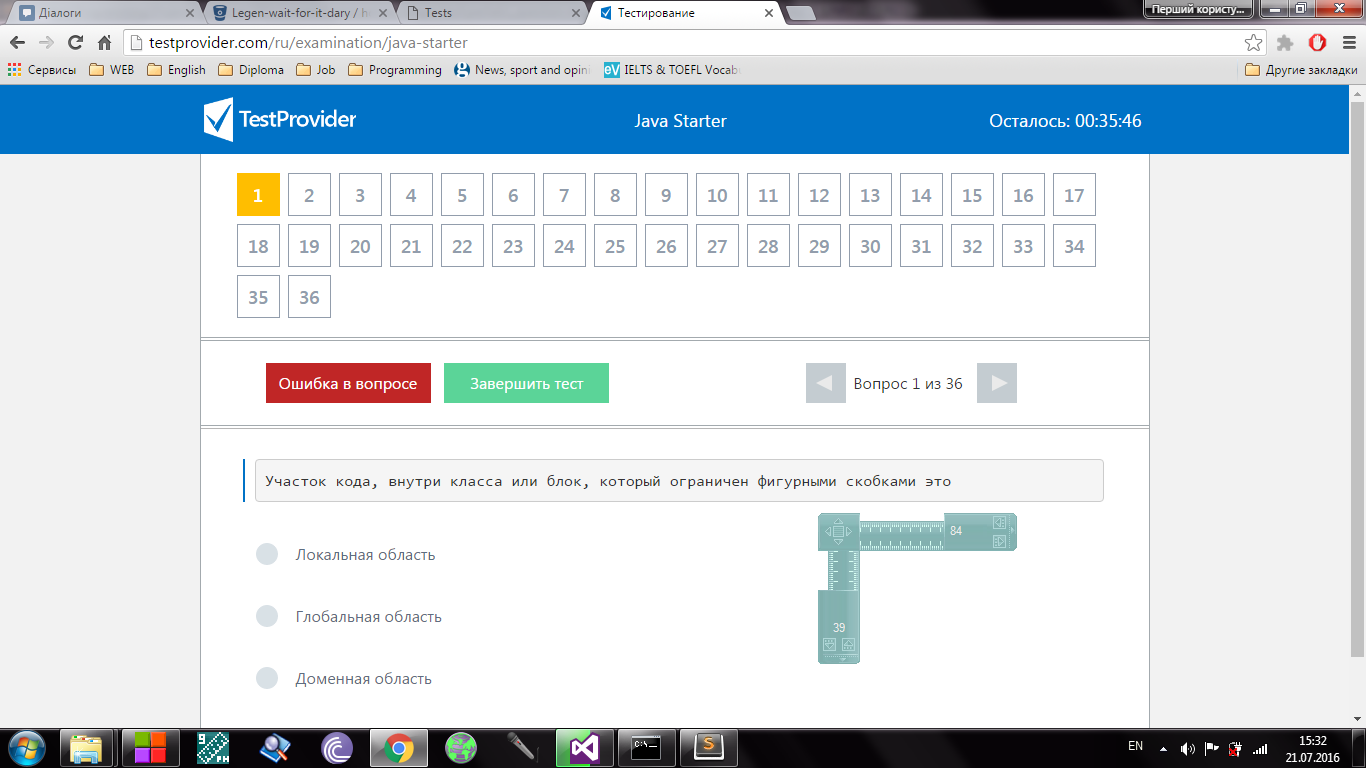 Діалоги
Legen-wait-for-it-dary / h
Tests
Тестирование
Перший користу...
testprovider.com/ru/examination/java-starter
Сервисы
WEB
English
Diploma
Job
Programming
News, sport and opini
IELTS & TOEFL Vocab
Другие закладки
TestProvider
Java Starter
Осталось: 00:35:46
1 2 3 4 5 6 7 8 9 10 11 12 13 14 15 16 17
18 19 20 21 22 23 24 25 26 27 28 29 30 31 32 33 34
35 36
Ошибка в вопросе
Завершить тест
Вопрос 1 из 36
Участок кода, внутри класса или блок, который ограничен фигурными скобками это
84
Локальная область
Глобальная область
39
Доменная область
EN
15:32
21.07.2016